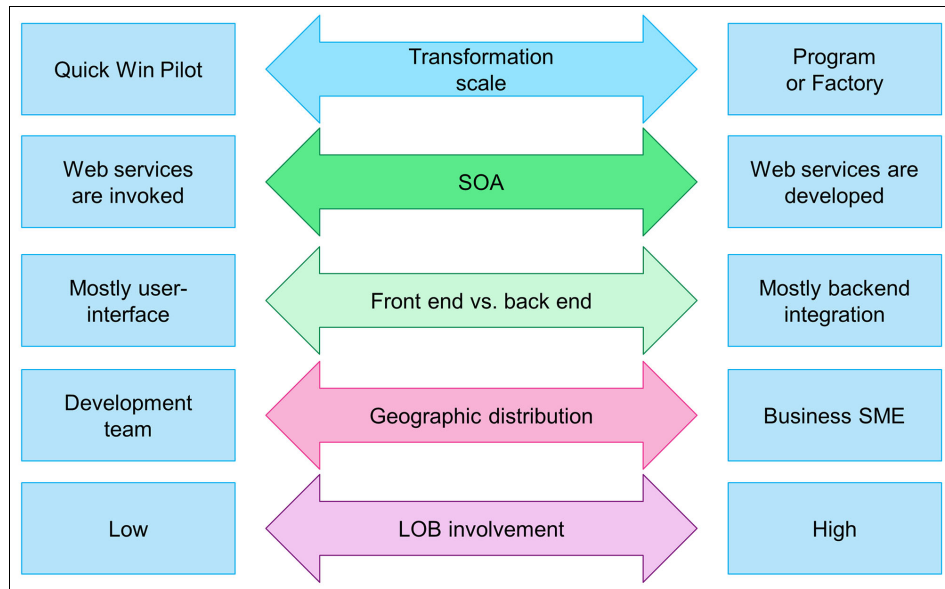 Quick Win Pilot
Transformation
scale
Program
or Factory
Web services
are invoked
SOA
Web services are
developed
Mostly user-
interface
Front end vs. back end
Mostly backend
integration
Development
team
Geographic distribution
Business SME
Low
LOB involvement
High